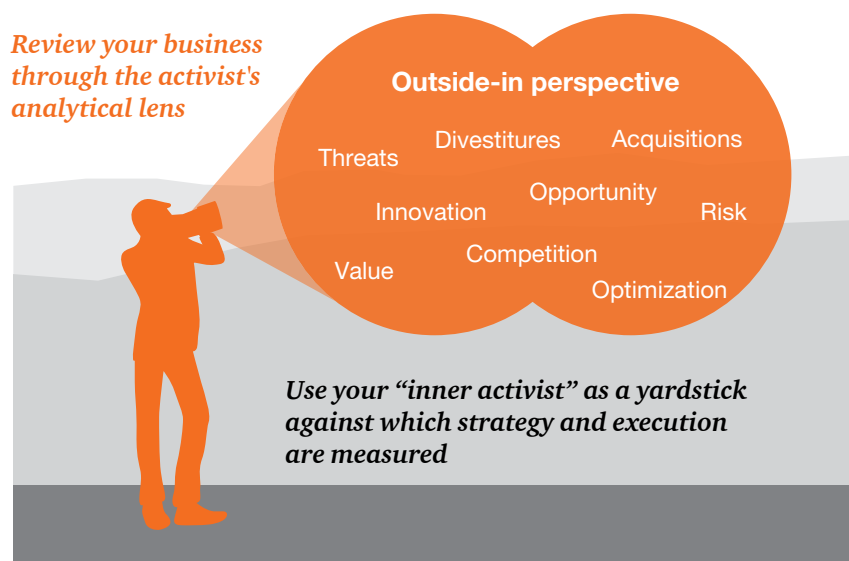 Review your business
through the activist's
analytical lens
Outside-in perspective
Threats
Divestitures
Acquisitions
Innovation
Opportunity
Risk
Value
Competition
Optimization
Use your “inner activist” as a yardstick
against which strategy and execution
are measured